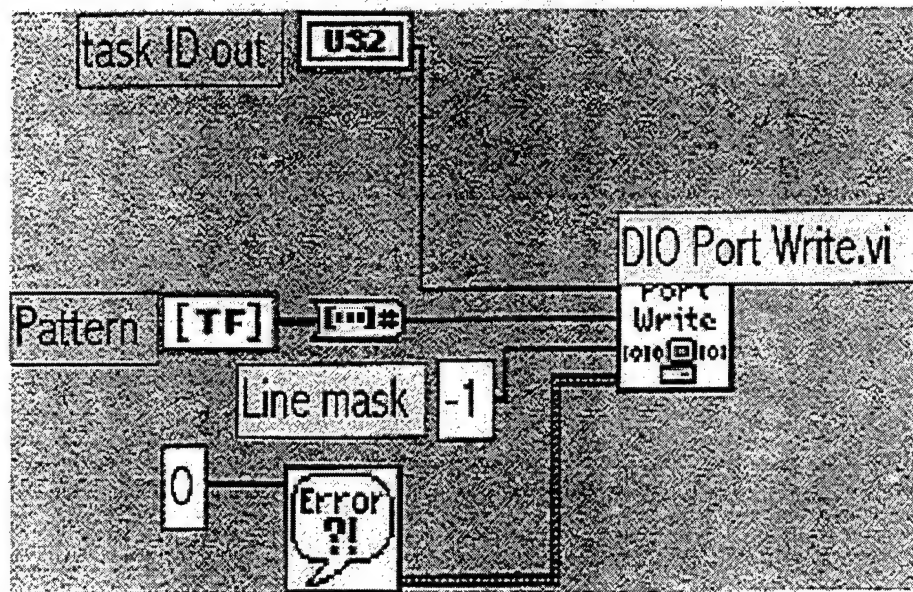 task ID out
U32
DIO Port Write.vi
Port
Write
Pattern
[TF]
[...]#
Line mask
-1
0
Error
?!